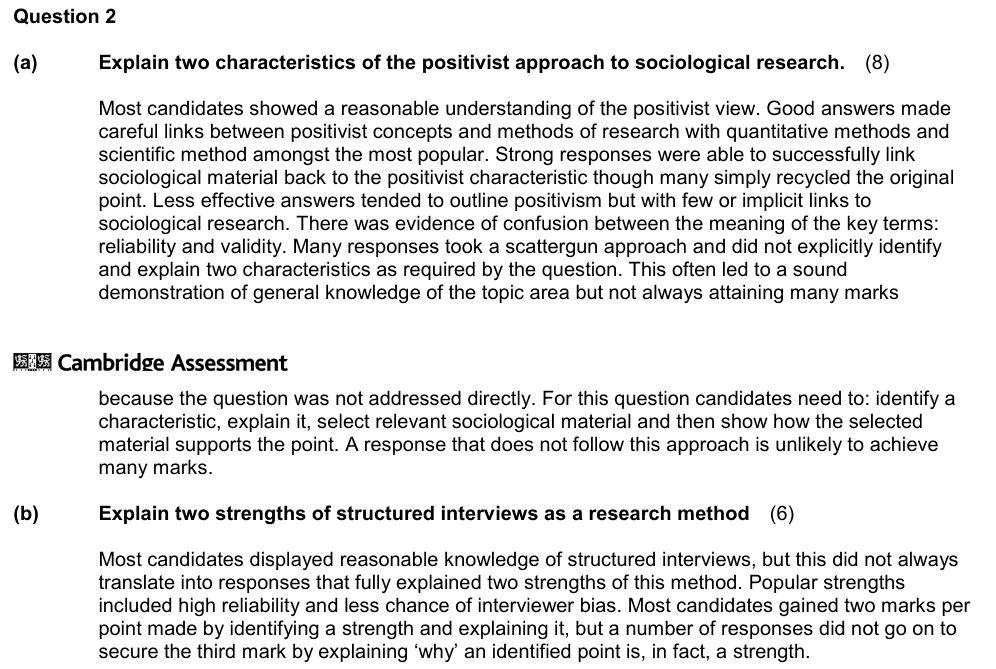 Question 2
(a) Explain two characteristics of the positivist approach to sociological research. (8)
Most candidates showed a reasonable understanding of the positivist view. Good answers made
careful links between positivist concepts and methods of research with quantitative methods and
scientific method amongst the most popular. Strong responses were able to successfully link
sociological material back to the positivist characteristic though many simply recycled the original
point. Less effective answers tended to outline positivism but with few or implicit links to
sociological research. There was evidence of confusion between the meaning of the key terms:
reliability and validity. Many responses took a scattergun approach and did not explicitly identify
and explain two characteristics as required by the question. This often led to a sound
demonstration of general knowledge of the topic area but not always attaining many marks
Cambridge Assessment
because the question was not addressed directly. For this question candidates need to: identify a
characteristic, explain it, select relevant sociological material and then show how the selected
material supports the point. A response that does not follow this approach is unlikely to achieve
many marks.
(b) Explain two strengths of structured interviews as a research method (6)
Most candidates displayed reasonable knowledge of structured interviews, but this did not always
translate into responses that fully explained two strengths of this method. Popular strengths
included high reliability and less chance of interviewer bias. Most candidates gained two marks per
point made by identifying a strength and explaining it, but a number of responses did not go on to
secure the third mark by explaining ‘why’ an identified point is, in fact, a strength.